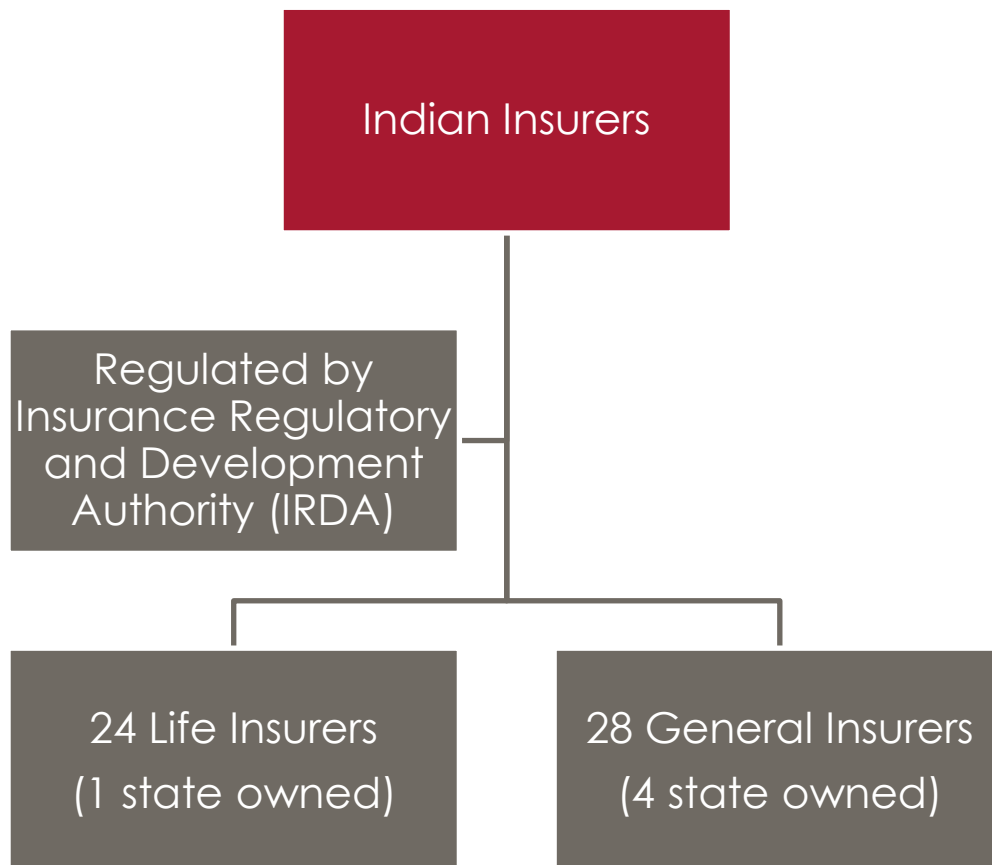 Indian Insurers
Regulated by
Insurance Regulatory
and Development
Authority (IRDA)
24 Life Insurers
(1 state owned)
28 General Insurers
(4 state owned)